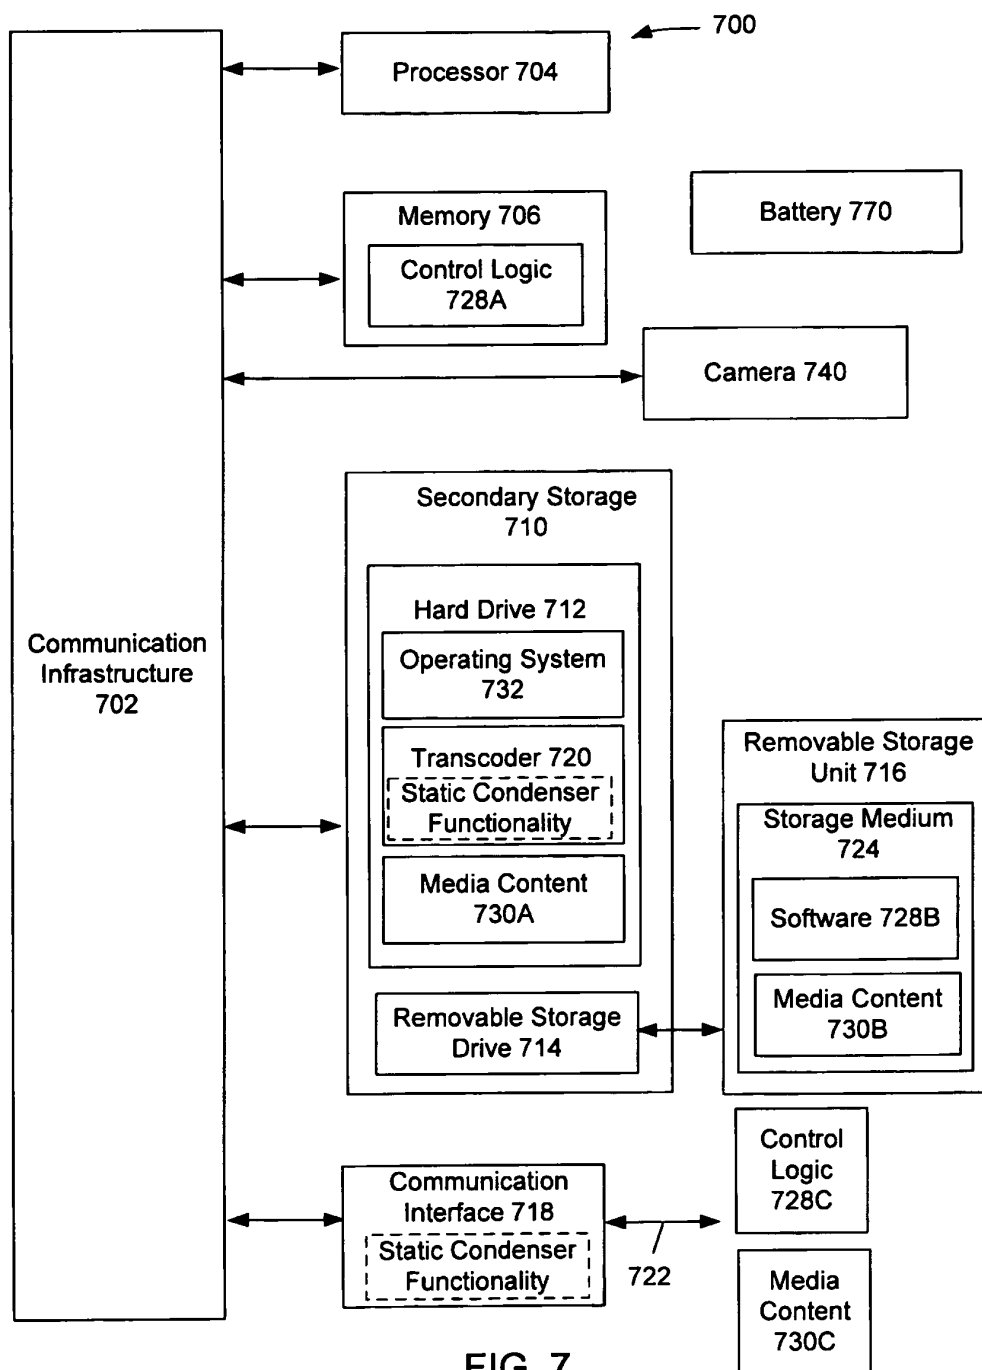 700
Processor 704
Memory 706
Control Logic
728A
Battery 770
Camera 740
Communication
Infrastructure
702
Secondary Storage
710
Hard Drive 712
Operating System
732
Transcoder 720
Static Condenser
Functionality
Media Content
730A
Removable Storage
Drive 714
Removable Storage
Unit 716
Storage Medium
724
Software 728B
Media Content
730B
Communication
Interface 718
Static Condenser
Functionality
722
Control
Logic
728C
Media
Content
730C
FIG. 7